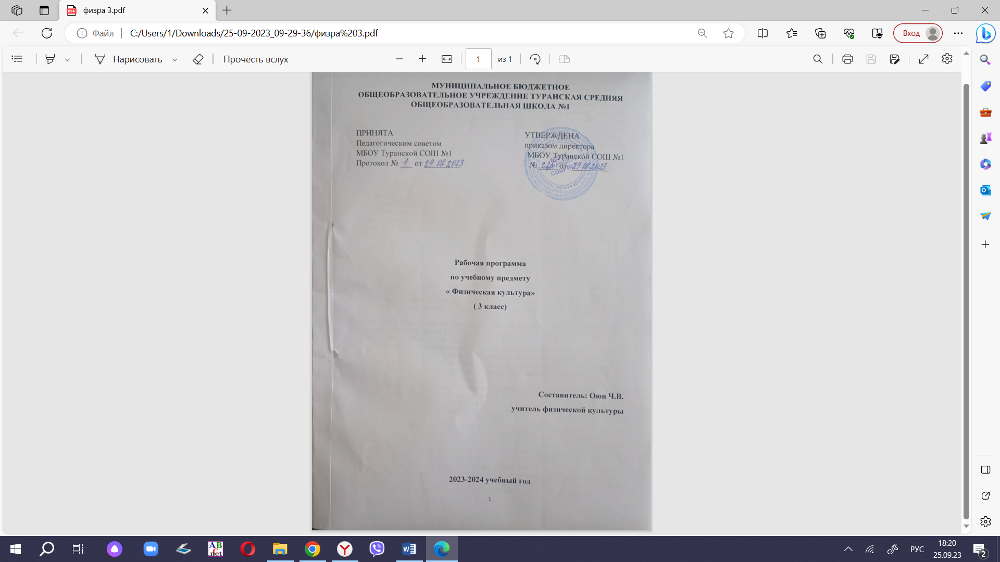 физра 3.pdf
Файл
C:/Users/1/Downloads/25-09-2023_09-29-36/физра%203.pdf
Вход
Нарисовать
Прочесть вслух
1
из 1
МУНИЦИПАЛЬНОЕ БЮДЖЕТНОЕ
ОБЩЕОБРАЗОВАТЕЛЬНОЕ УЧРЕЖДЕНИЕ ТУРАНСКАЯ СРЕДНЯЯ
ОБЩЕОБРАЗОВАТЕЛЬНАЯ ШКОЛА №1
ПРИНЯТА
Педагогическим советом
МБОУ Туранской СОШ №1
Протокол № 1 от 29.08.2023
УТВЕРЖДЕНА
приказом директора
МБОУ Туранской СОШ №1
№ от 29.08.2023
Рабочая программа
по учебному предмету
« Физическая культура»
( 3 класс)
Составитель: Оюн Ч.В.
учитель физической культуры
2023-2024 учебный год
1
ABC
.net
РУС
18:20
25.09.23
2